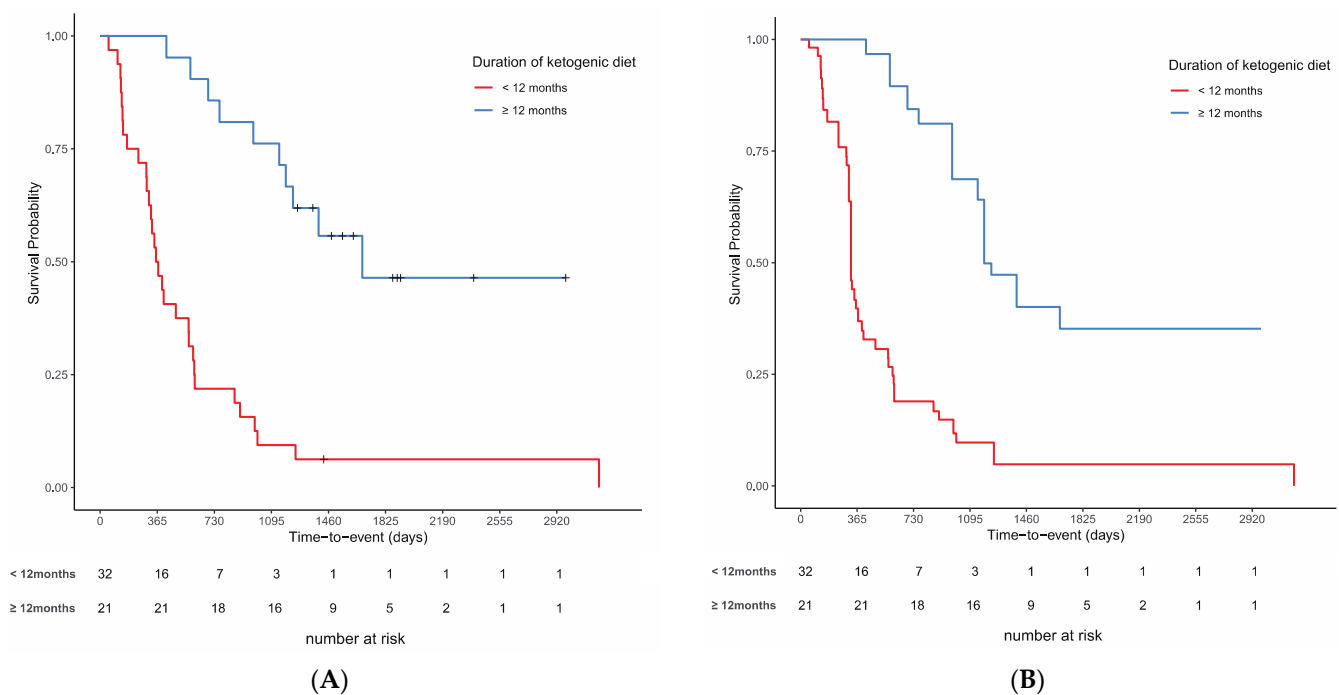 Duration of ketogenic diet
< 12 months
≥ 12 months
Survival Probability
1.00
0.75
0.50
0.25
0.00
0 365 730 1095 1460 1825 2190 2555 2920
Time-to-event (days)
< 12months 32 16 7 3 1 1 1 1 1
≥ 12months 21 21 18 16 9 5 2 1 1
number at risk
(A)
Duration of ketogenic diet
< 12 months
≥ 12 months
Survival Probability
1.00
0.75
0.50
0.25
0.00
0 365 730 1095 1460 1825 2190 2555 2920
Time-to-event (days)
< 12months 32 16 7 3 1 1 1 1 1
≥ 12months 21 21 18 16 9 5 2 1 1
number at risk
(B)